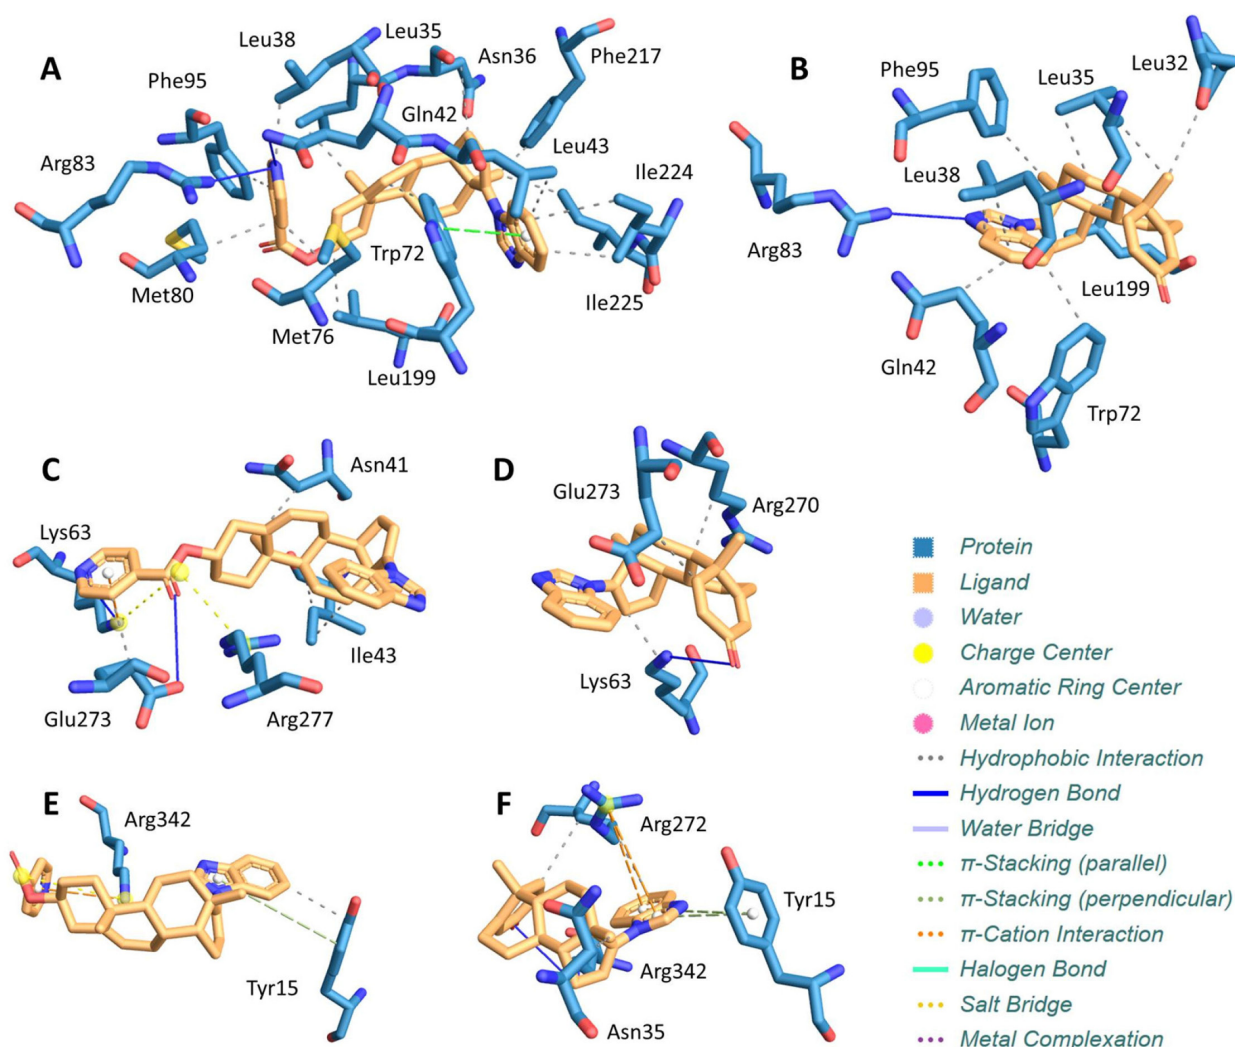 A
Leu38
Leu35
Asn36
Phe217
Phe95
Gln42
Arg83
Leu43
Ile224
Trp72
Met80
Met76
Ile225
Leu199
B
Phe95
Leu35
Leu32
Leu38
Arg83
Leu199
Gln42
Trp72
C
Asn41
Lys63
Ile43
Glu273
Arg277
D
Glu273
Arg270
Lys63
E
Arg342
Tyr15
F
Arg272
Tyr15
Arg342
Asn35
Protein
Ligand
Water
Charge Center
Aromatic Ring Center
Metal Ion
Hydrophobic Interaction
Hydrogen Bond
Water Bridge
π-Stacking (parallel)
π-Stacking (perpendicular)
π-Cation Interaction
Halogen Bond
Salt Bridge
Metal Complexation